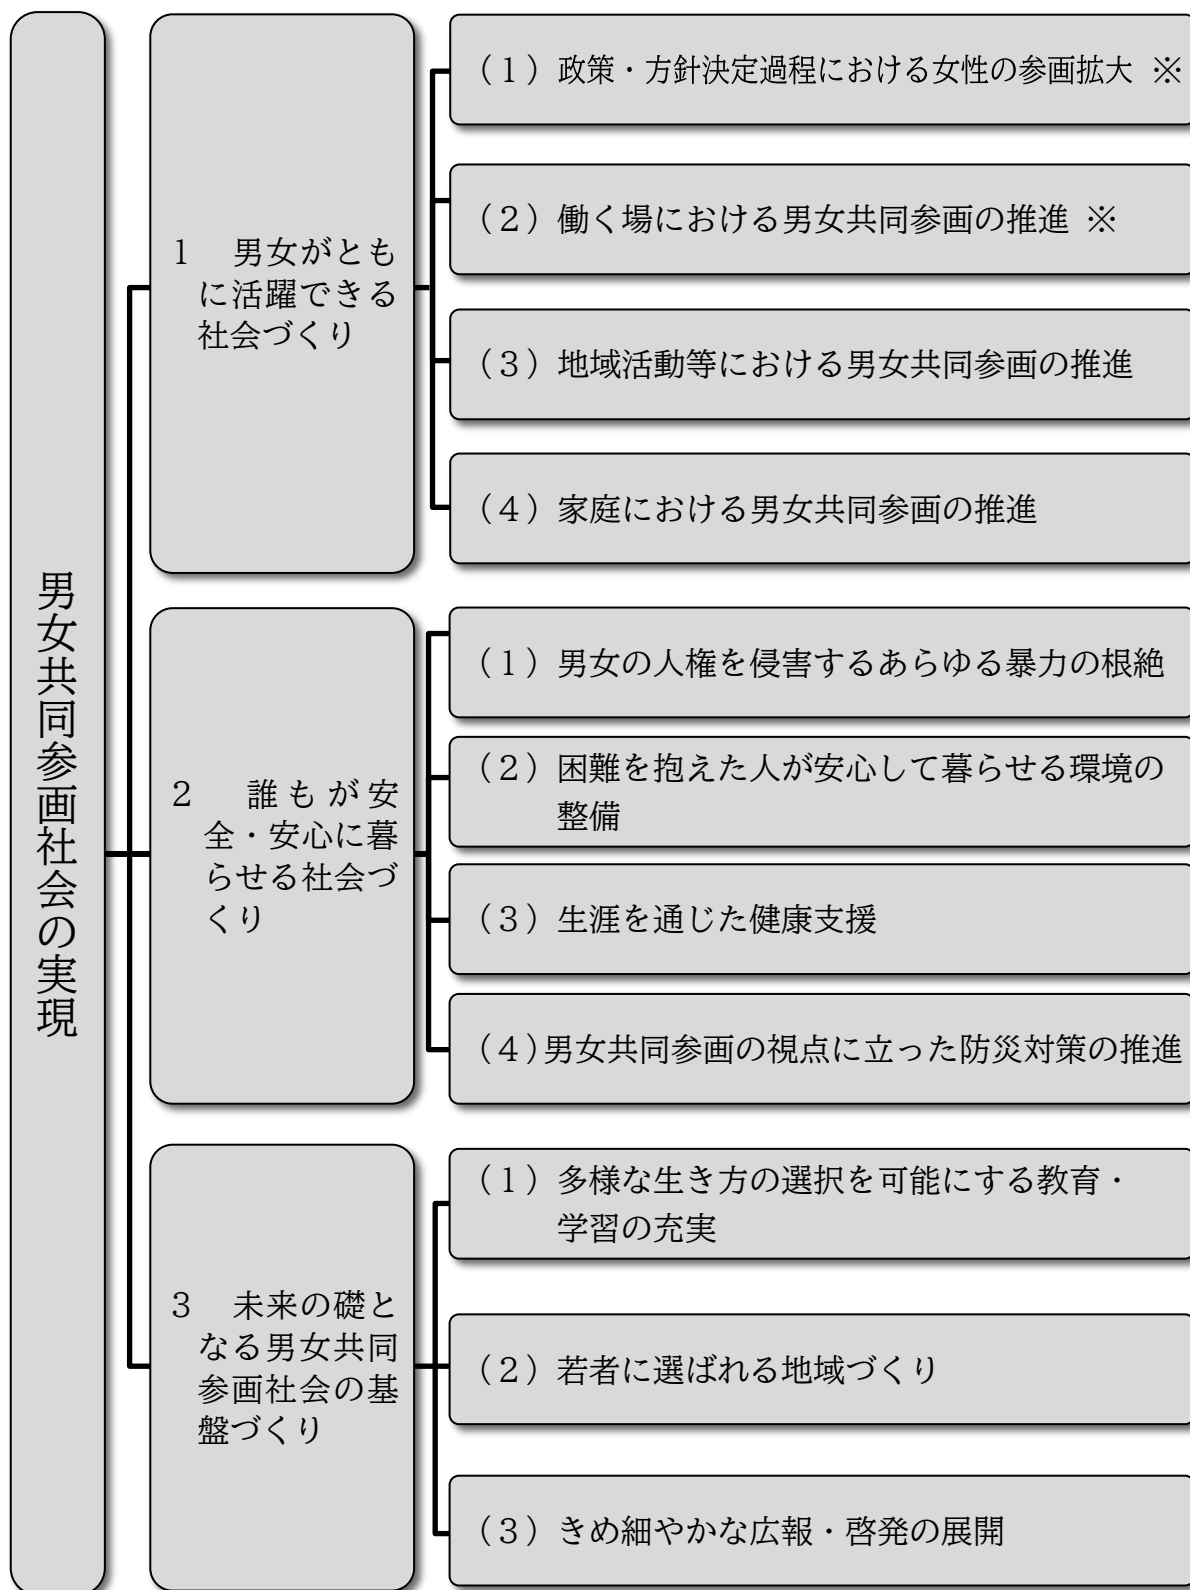 男女共同参画社会の実現
1 男女がとも
に活躍できる
社会づくり
(1)政策・方針決定過程における女性の参画拡大 ※
(2)働く場における男女共同参画の推進 ※
(3)地域活動等における男女共同参画の推進
(4)家庭における男女共同参画の推進
2 誰もが安
全・安心に暮
らせる社会づ
くり
(1)男女の人権を侵害するあらゆる暴力の根絶
(2)困難を抱えた人が安心して暮らせる環境の
整備
(3)生涯を通じた健康支援
(4)男女共同参画の視点に立った防災対策の推進
3 未来の礎と
なる男女共同
参画社会の基
盤づくり
(1)多様な生き方の選択を可能にする教育・
学習の充実
(2)若者に選ばれる地域づくり
(3)きめ細やかな広報・啓発の展開